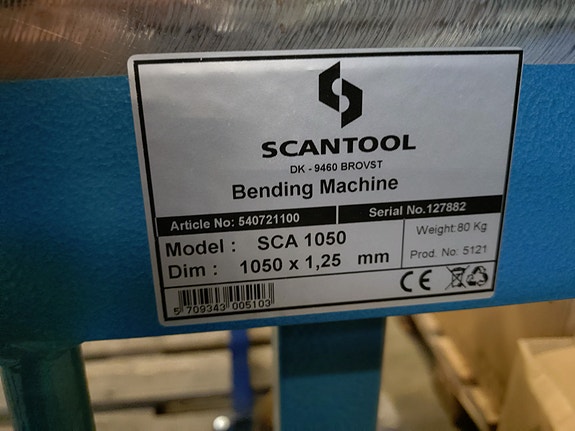 SCANTOOL
DK - 9460 BROVST
Bending Machine
Article No: 540721100
Serial No.127882
Model : SCA 1050
Dim : 1050 x 1,25 mm
Weight:80 Kg
Prod. No: 5121
CE
5 709343 005103